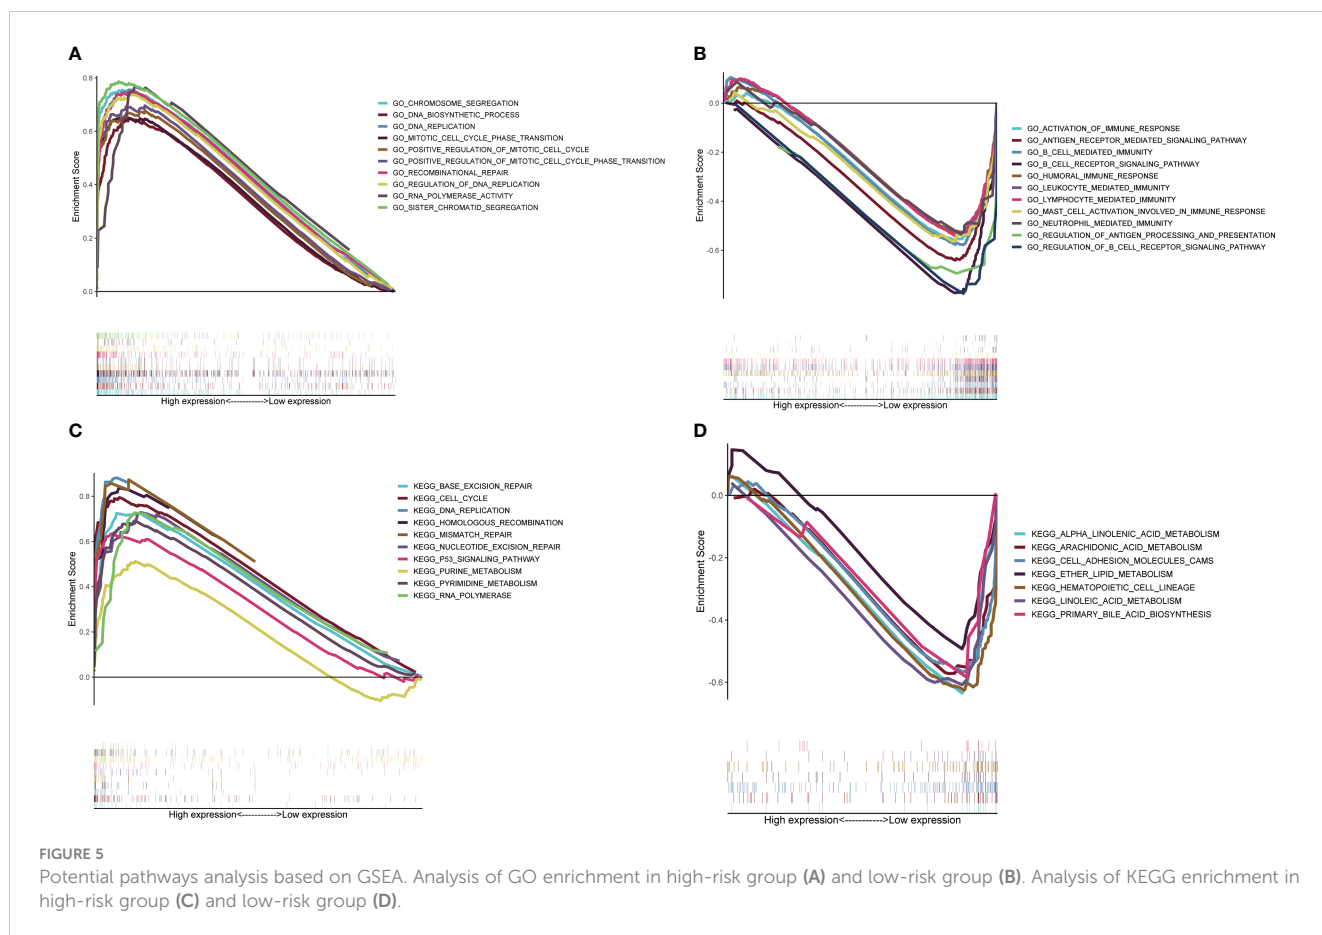 A
Enrichment Score
0.8
0.6
0.4
0.2
0.0
GO_CHROMOSOME_SEGREGATION
GO_DNA_BIOSYNTHETIC_PROCESS
GO_DNA_REPLICATION
GO_MITOTIC_CELL_CYCLE_PHASE_TRANSITION
GO_POSITIVE_REGULATION_OF_MITOTIC_CELL_CYCLE
GO_POSITIVE_REGULATION_OF_MITOTIC_CELL_CYCLE_PHASE_TRANSITION
GO_RECOMBINATIONAL_REPAIR
GO_REGULATION_OF_DNA_REPLICATION
GO_RNA_POLYMERASE_ACTIVITY
GO_SISTER_CHROMATID_SEGREGATION
High expression<----------->Low expression
B
Enrichment Score
0.0
-0.2
-0.4
-0.6
GO_ACTIVATION_OF_IMMUNE_RESPONSE
GO_ANTIGEN_RECEPTOR_MEDIATED_SIGNALING_PATHWAY
GO_B_CELL_MEDIATED_IMMUNITY
GO_B_CELL_RECEPTOR_SIGNALING_PATHWAY
GO_HUMORAL_IMMUNE_RESPONSE
GO_LEUKOCYTE_MEDIATED_IMMUNITY
GO_LYMPHOCYTE_MEDIATED_IMMUNITY
GO_MAST_CELL_ACTIVATION_INVOLVED_IN_IMMUNE_RESPONSE
GO_NEUTROPHIL_MEDIATED_IMMUNITY
GO_REGULATION_OF_ANTIGEN_PROCESSING_AND_PRESENTATION
GO_REGULATION_OF_B_CELL_RECEPTOR_SIGNALING_PATHWAY
High expression<----------->Low expression
C
Enrichment Score
0.8
0.6
0.4
0.2
0.0
KEGG_BASE_EXCISION_REPAIR
KEGG_CELL_CYCLE
KEGG_DNA_REPLICATION
KEGG_HOMOLOGOUS_RECOMBINATION
KEGG_MISMATCH_REPAIR
KEGG_NUCLEOTIDE_EXCISION_REPAIR
KEGG_P53_SIGNALING_PATHWAY
KEGG_PURINE_METABOLISM
KEGG_PYRIMIDINE_METABOLISM
KEGG_RNA_POLYMERASE
High expression<----------->Low expression
D
Enrichment Score
0.0
-0.2
-0.4
-0.6
KEGG_ALPHA_LINOLENIC_ACID_METABOLISM
KEGG_ARACHIDONIC_ACID_METABOLISM
KEGG_CELL_ADHESION_MOLECULES_CAMS
KEGG_ETHER_LIPID_METABOLISM
KEGG_HEMATOPOIETIC_CELL_LINEAGE
KEGG_LINOLEIC_ACID_METABOLISM
KEGG_PRIMARY_BILE_ACID_BIOSYNTHESIS
High expression<----------->Low expression
FIGURE 5
Potential pathways analysis based on GSEA. Analysis of GO enrichment in high-risk group (A) and low-risk group (B). Analysis of KEGG enrichment in
high-risk group (C) and low-risk group (D).